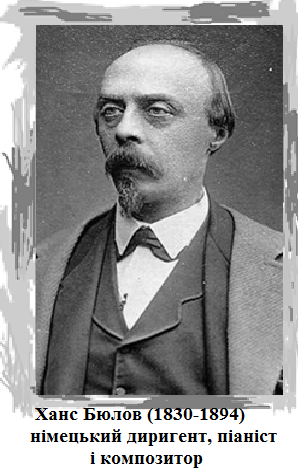 Ханс Бюлов (1830-1894)
німецький диригент, піаніст
і композитор